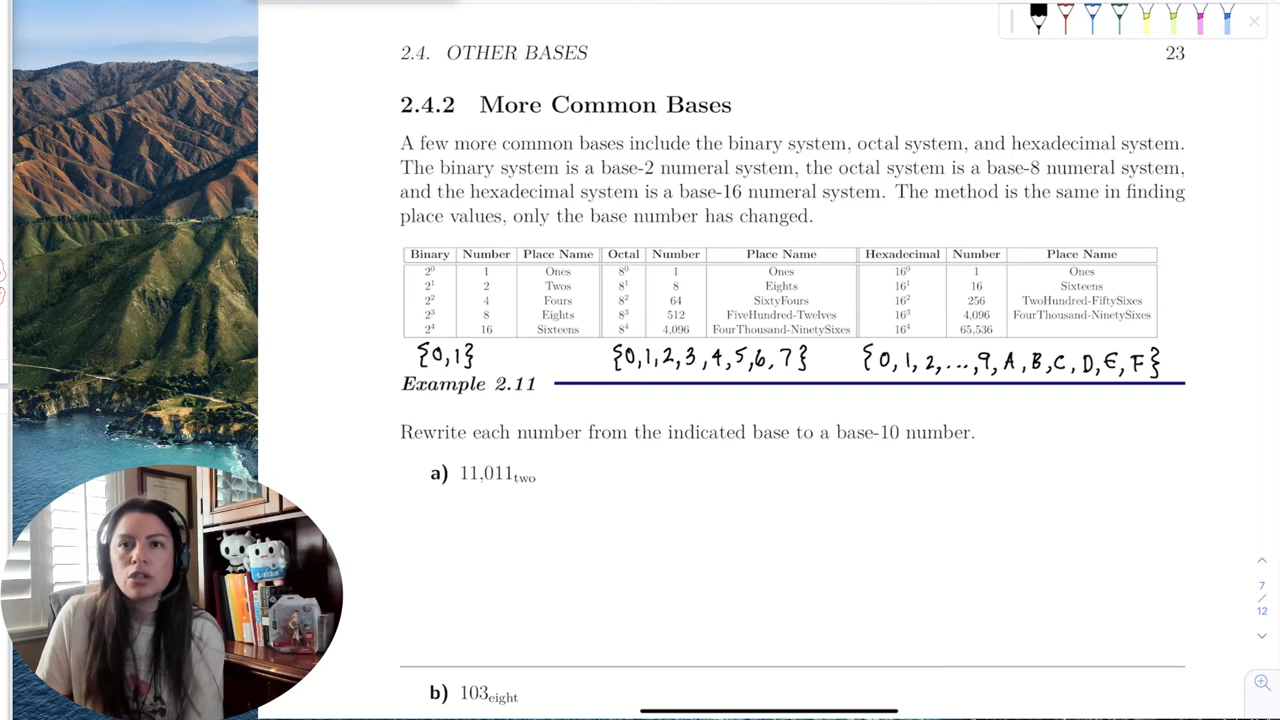 2.4. OTHER BASES 23
2.4.2 More Common Bases
A few more common bases include the binary system, octal system, and hexadecimal system.
The binary system is a base-2 numeral system, the octal system is a base-8 numeral system,
and the hexadecimal system is a base-16 numeral system. The method is the same in finding
place values, only the base number has changed.
Binary Number Place Name Octal Number Place Name Hexadecimal Number Place Name
2⁰ 1 Ones 8⁰ 1 Ones 16⁰ 1 Ones
2¹ 2 Twos 8¹ 8 Eights 16¹ 16 Sixteens
2² 4 Fours 8² 64 SixtyFours 16² 256 TwoHundred-FiftySixes
2³ 8 Eights 8³ 512 FiveHundred-Twelves 16³ 4,096 FourThousand-NinetySixes
2⁴ 16 Sixteens 8⁴ 4,096 FourThousand-NinetySixes 16⁴ 65,536
{0,1} {0,1,2,3,4,5,6,7} {0,1,2,...,9,A,B,C,D,E,F}
Example 2.11
Rewrite each number from the indicated base to a base-10 number.
a) 11,011two
b) 103eight
7
/
12